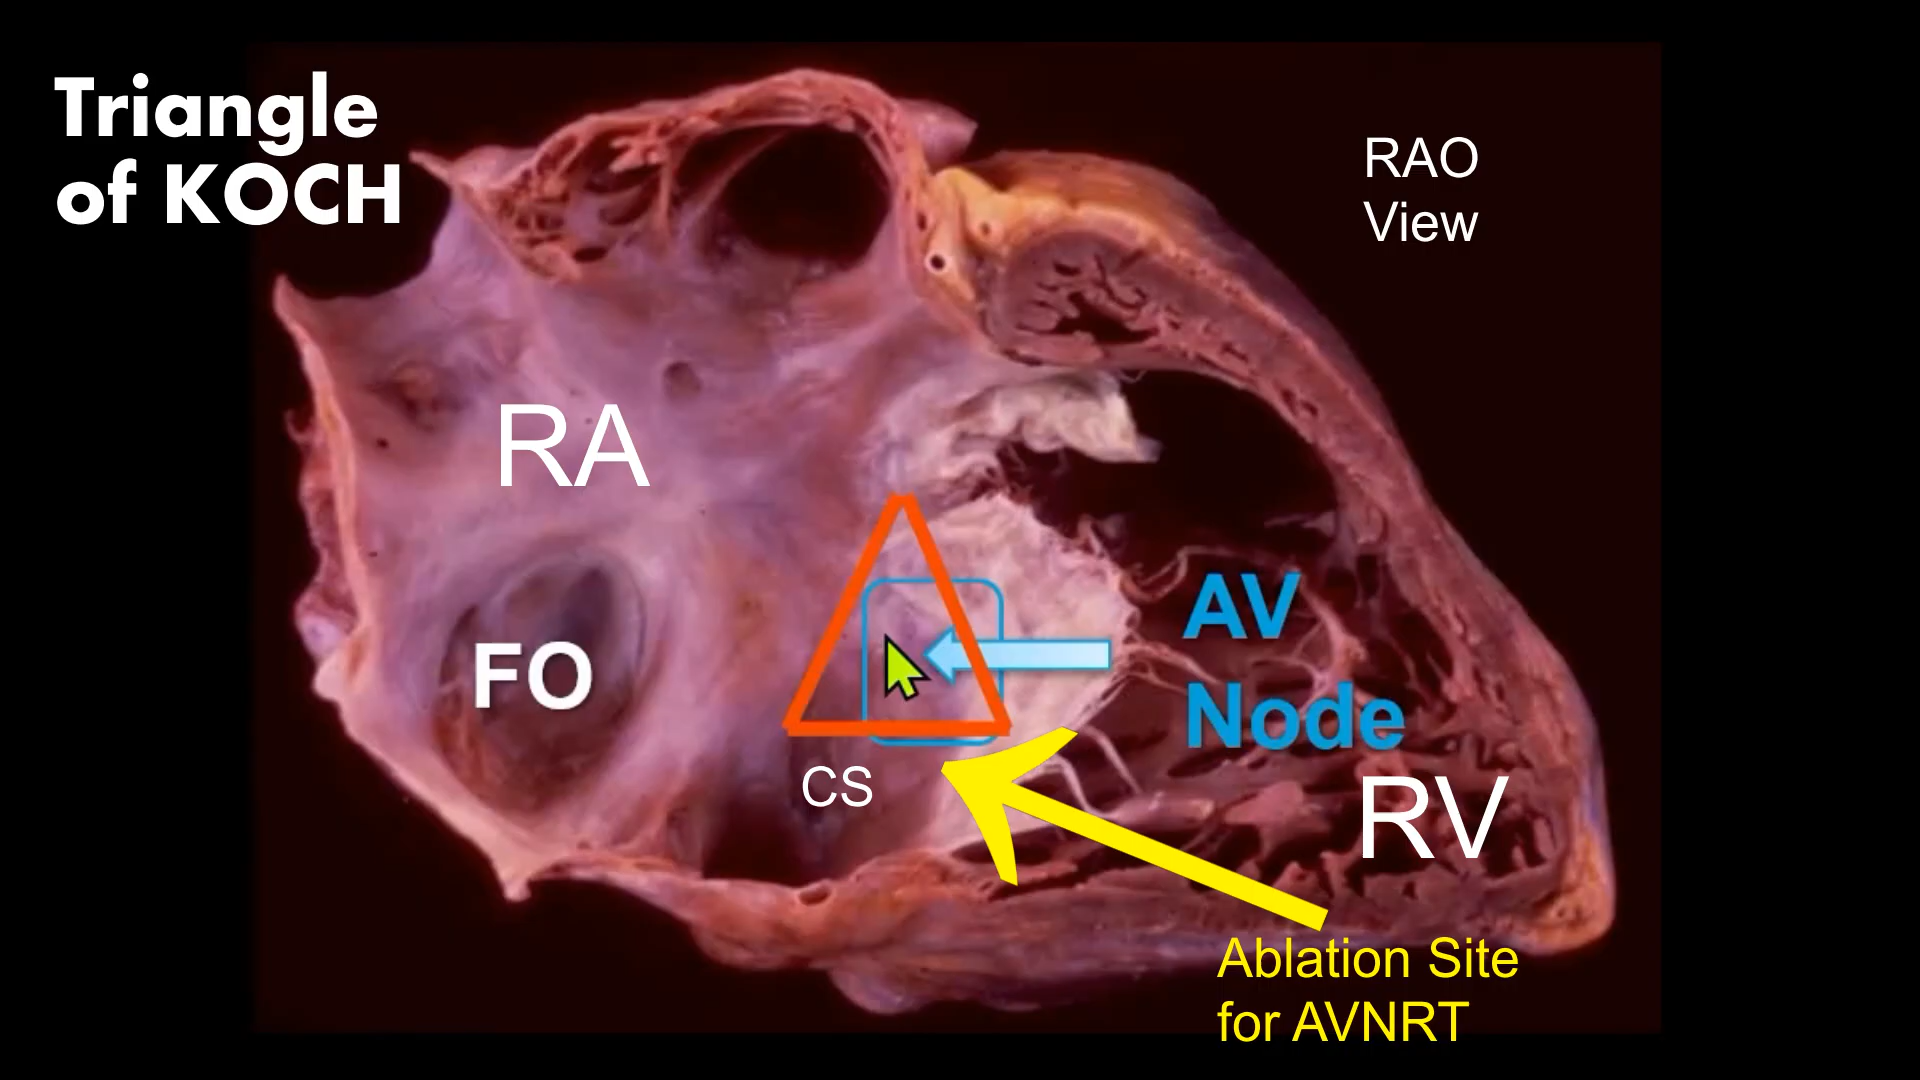 Triangle
of KOCH
RAO
View
RA
FO
AV
Node
CS
RV
Ablation Site
for AVNRT